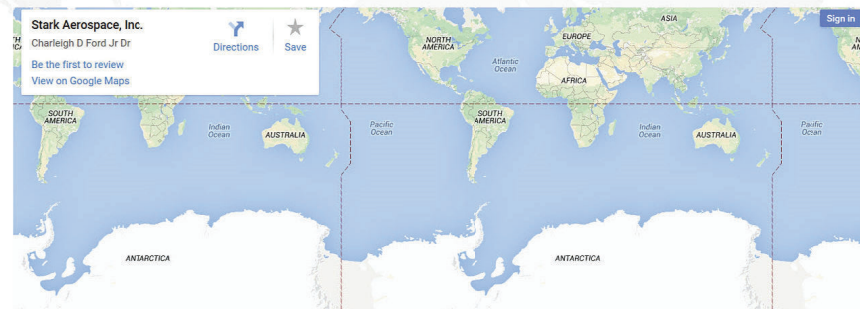 Stark Aerospace, Inc.
Charleigh D Ford Jr Dr
Be the first to review
View on Google Maps
Directions
Save
Sign in
ASIA
EUROPE
NORTH
AMERICA
Atlantic
Ocean
AFRICA
SOUTH
AMERICA
Indian
Ocean
AUSTRALIA
Pacific
Ocean
SOUTH
AMERICA
Indian
Ocean
AUSTRALIA
Pacific
Ocean
ANTARCTICA
ANTARCTICA